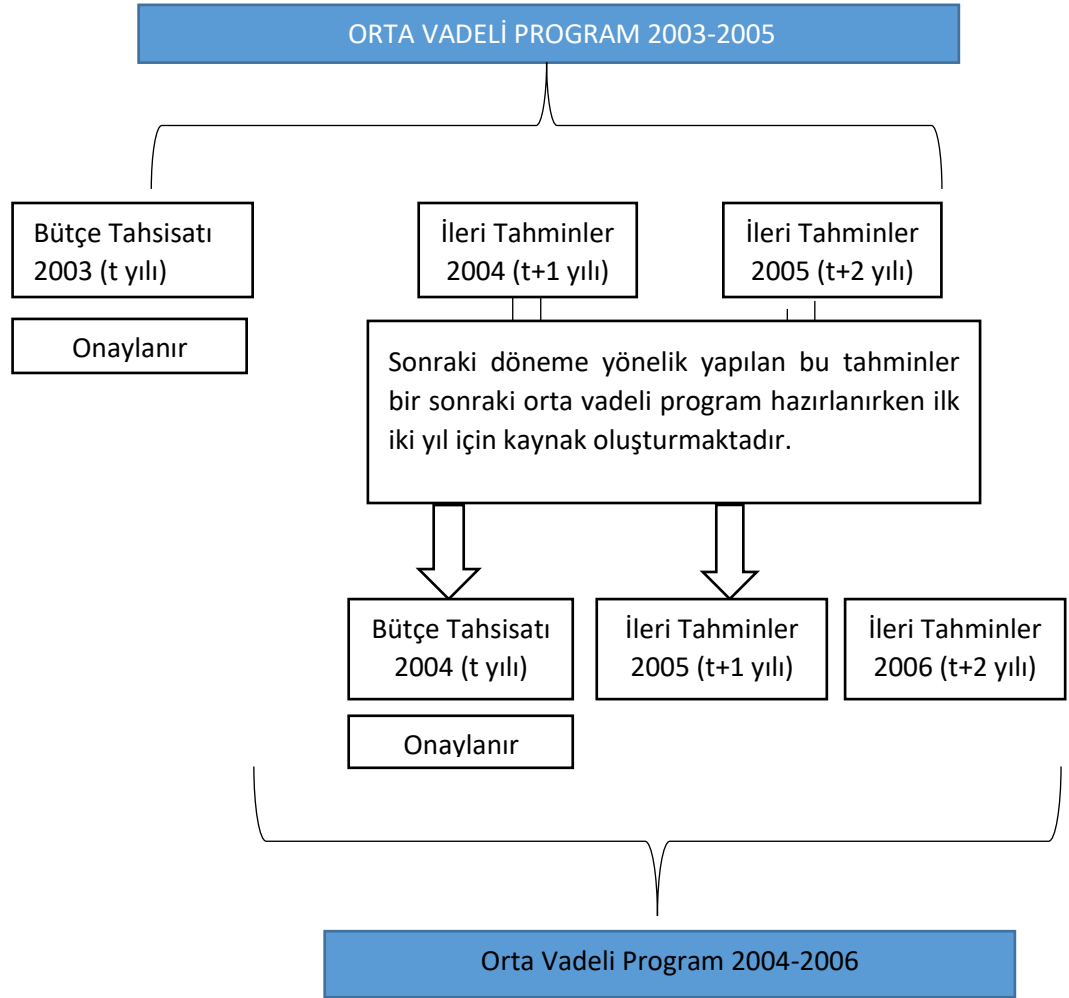 ORTA VADELİ PROGRAM 2003-2005
Bütçe Tahsisatı
2003 (t yılı)
Onaylanır
İleri Tahminler
2004 (t+1 yılı)
İleri Tahminler
2005 (t+2 yılı)
Sonraki döneme yönelik yapılan bu tahminler
bir sonraki orta vadeli program hazırlanırken ilk
iki yıl için kaynak oluşturmaktadır.
Bütçe Tahsisatı
2004 (t yılı)
Onaylanır
İleri Tahminler
2005 (t+1 yılı)
İleri Tahminler
2006 (t+2 yılı)
Orta Vadeli Program 2004-2006